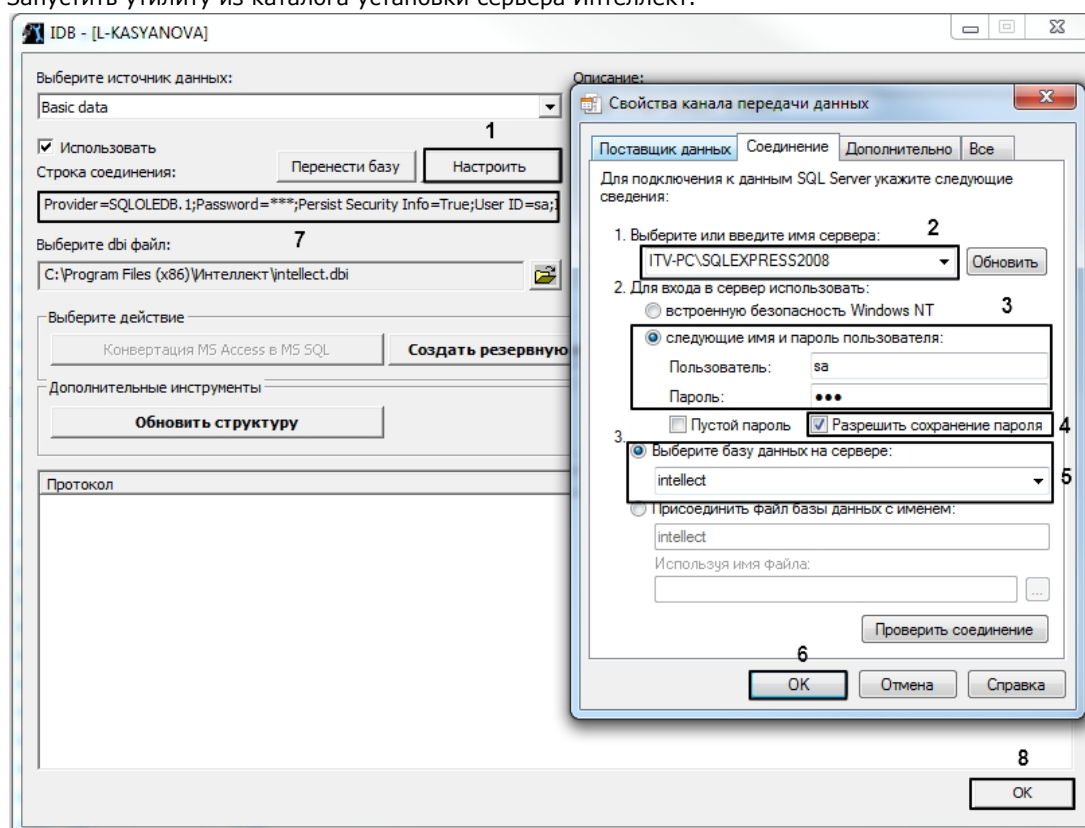 Запустить утилиту из каталога установки сервера Интеллект.
IDB - [L-KASYANOVA]
Выберите источник данных:
Описание:
Basic data
1
Использовать
Строка соединения:
Перенести базу
Настроить
Provider=SQLOLEDB.1;Password=***;Persist Security Info=True;User ID=sa;I
Выберите dbi файл:
7
C:\Program Files (x86)\Интеллект\intellect.dbi
Выберите действие
Конвертация MS Access в MS SQL
Создать резервную
Дополнительные инструменты
Обновить структуру
Протокол
Свойства канала передачи данных
Поставщик данных
Соединение
Дополнительно
Все
Для подключения к данным SQL Server укажите следующие
сведения:
1. Выберите или введите имя сервера:
2
ITV-PC\SQLEXPRESS2008
Обновить
2. Для входа в сервер использовать:
встроенную безопасность Windows NT
3
следующие имя и пароль пользователя:
Пользователь:
sa
Пароль:
●●●
Пустой пароль
Разрешить сохранение пароля
4
3.
Выберите базу данных на сервере:
intellect
5
Присоединить файл базы данных с именем:
intellect
Используя имя файла:
...
Проверить соединение
6
OK
Отмена
Справка
8
OK